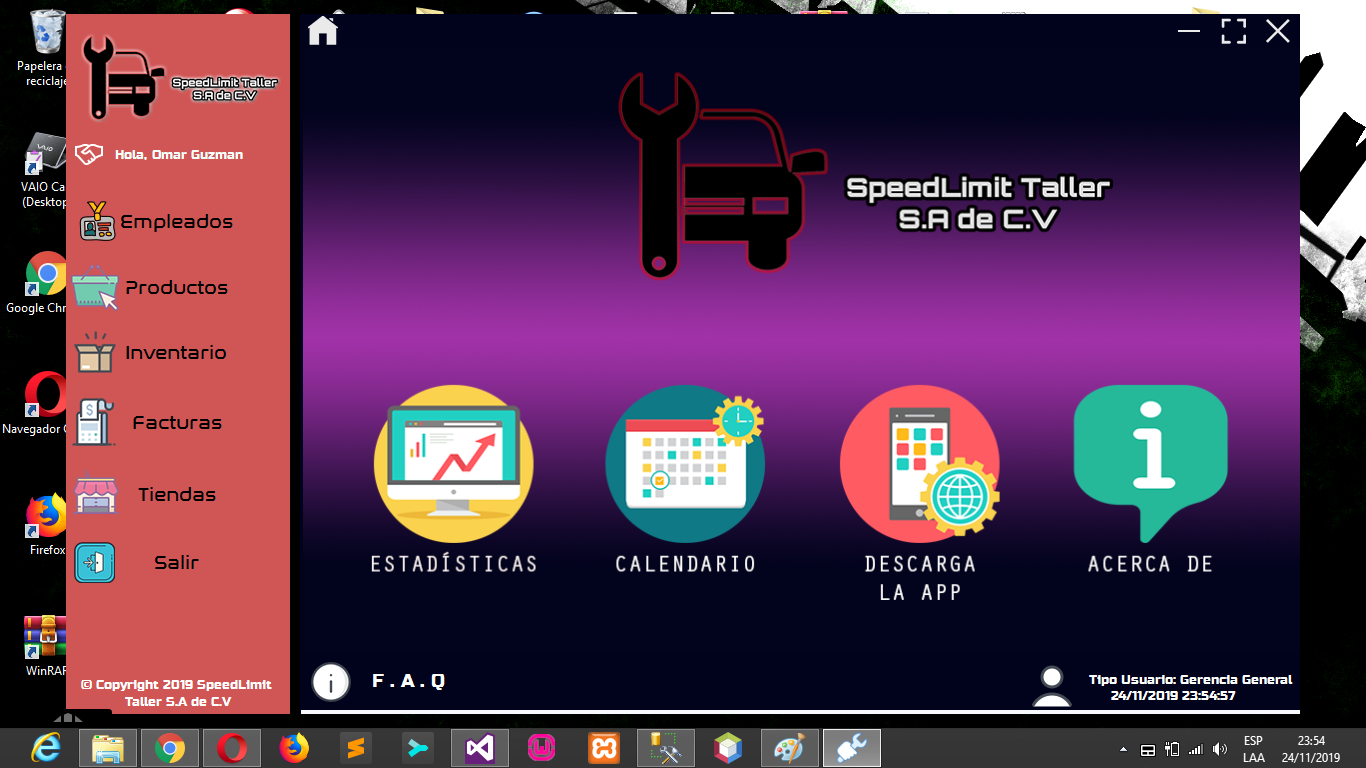 Papelera
reciclaje
VAIO Ca
(Desktop
Google Chr
Navegador
Firefox
WinRAR
SpeedLimit Taller
S.A de C.V
Hola, Omar Guzman
Empleados
Productos
Inventario
Facturas
Tiendas
Salir
© Copyright 2019 SpeedLimit
Taller S.A de C.V
SpeedLimit Taller
S.A de C.V
ESTADÍSTICAS
CALENDARIO
DESCARGA
LA APP
ACERCA DE
F.A.Q
Tipo Usuario: Gerencia General
24/11/2019 23:54:57
ESP
LAA
23:54
24/11/2019